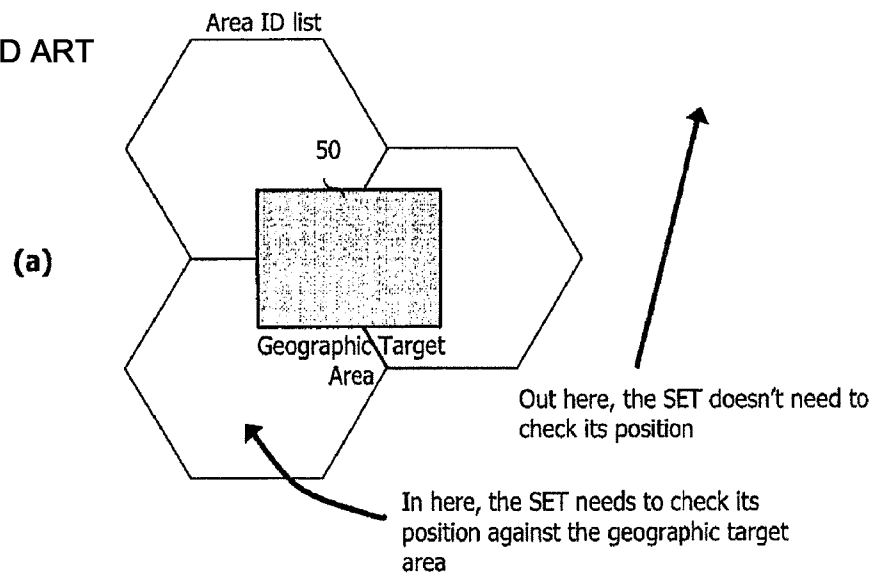 Area ID list
D ART
50
(a)
Geographic Target
Area
Out here, the SET doesn't need to
check its position
In here, the SET needs to check its
position against the geographic target
area